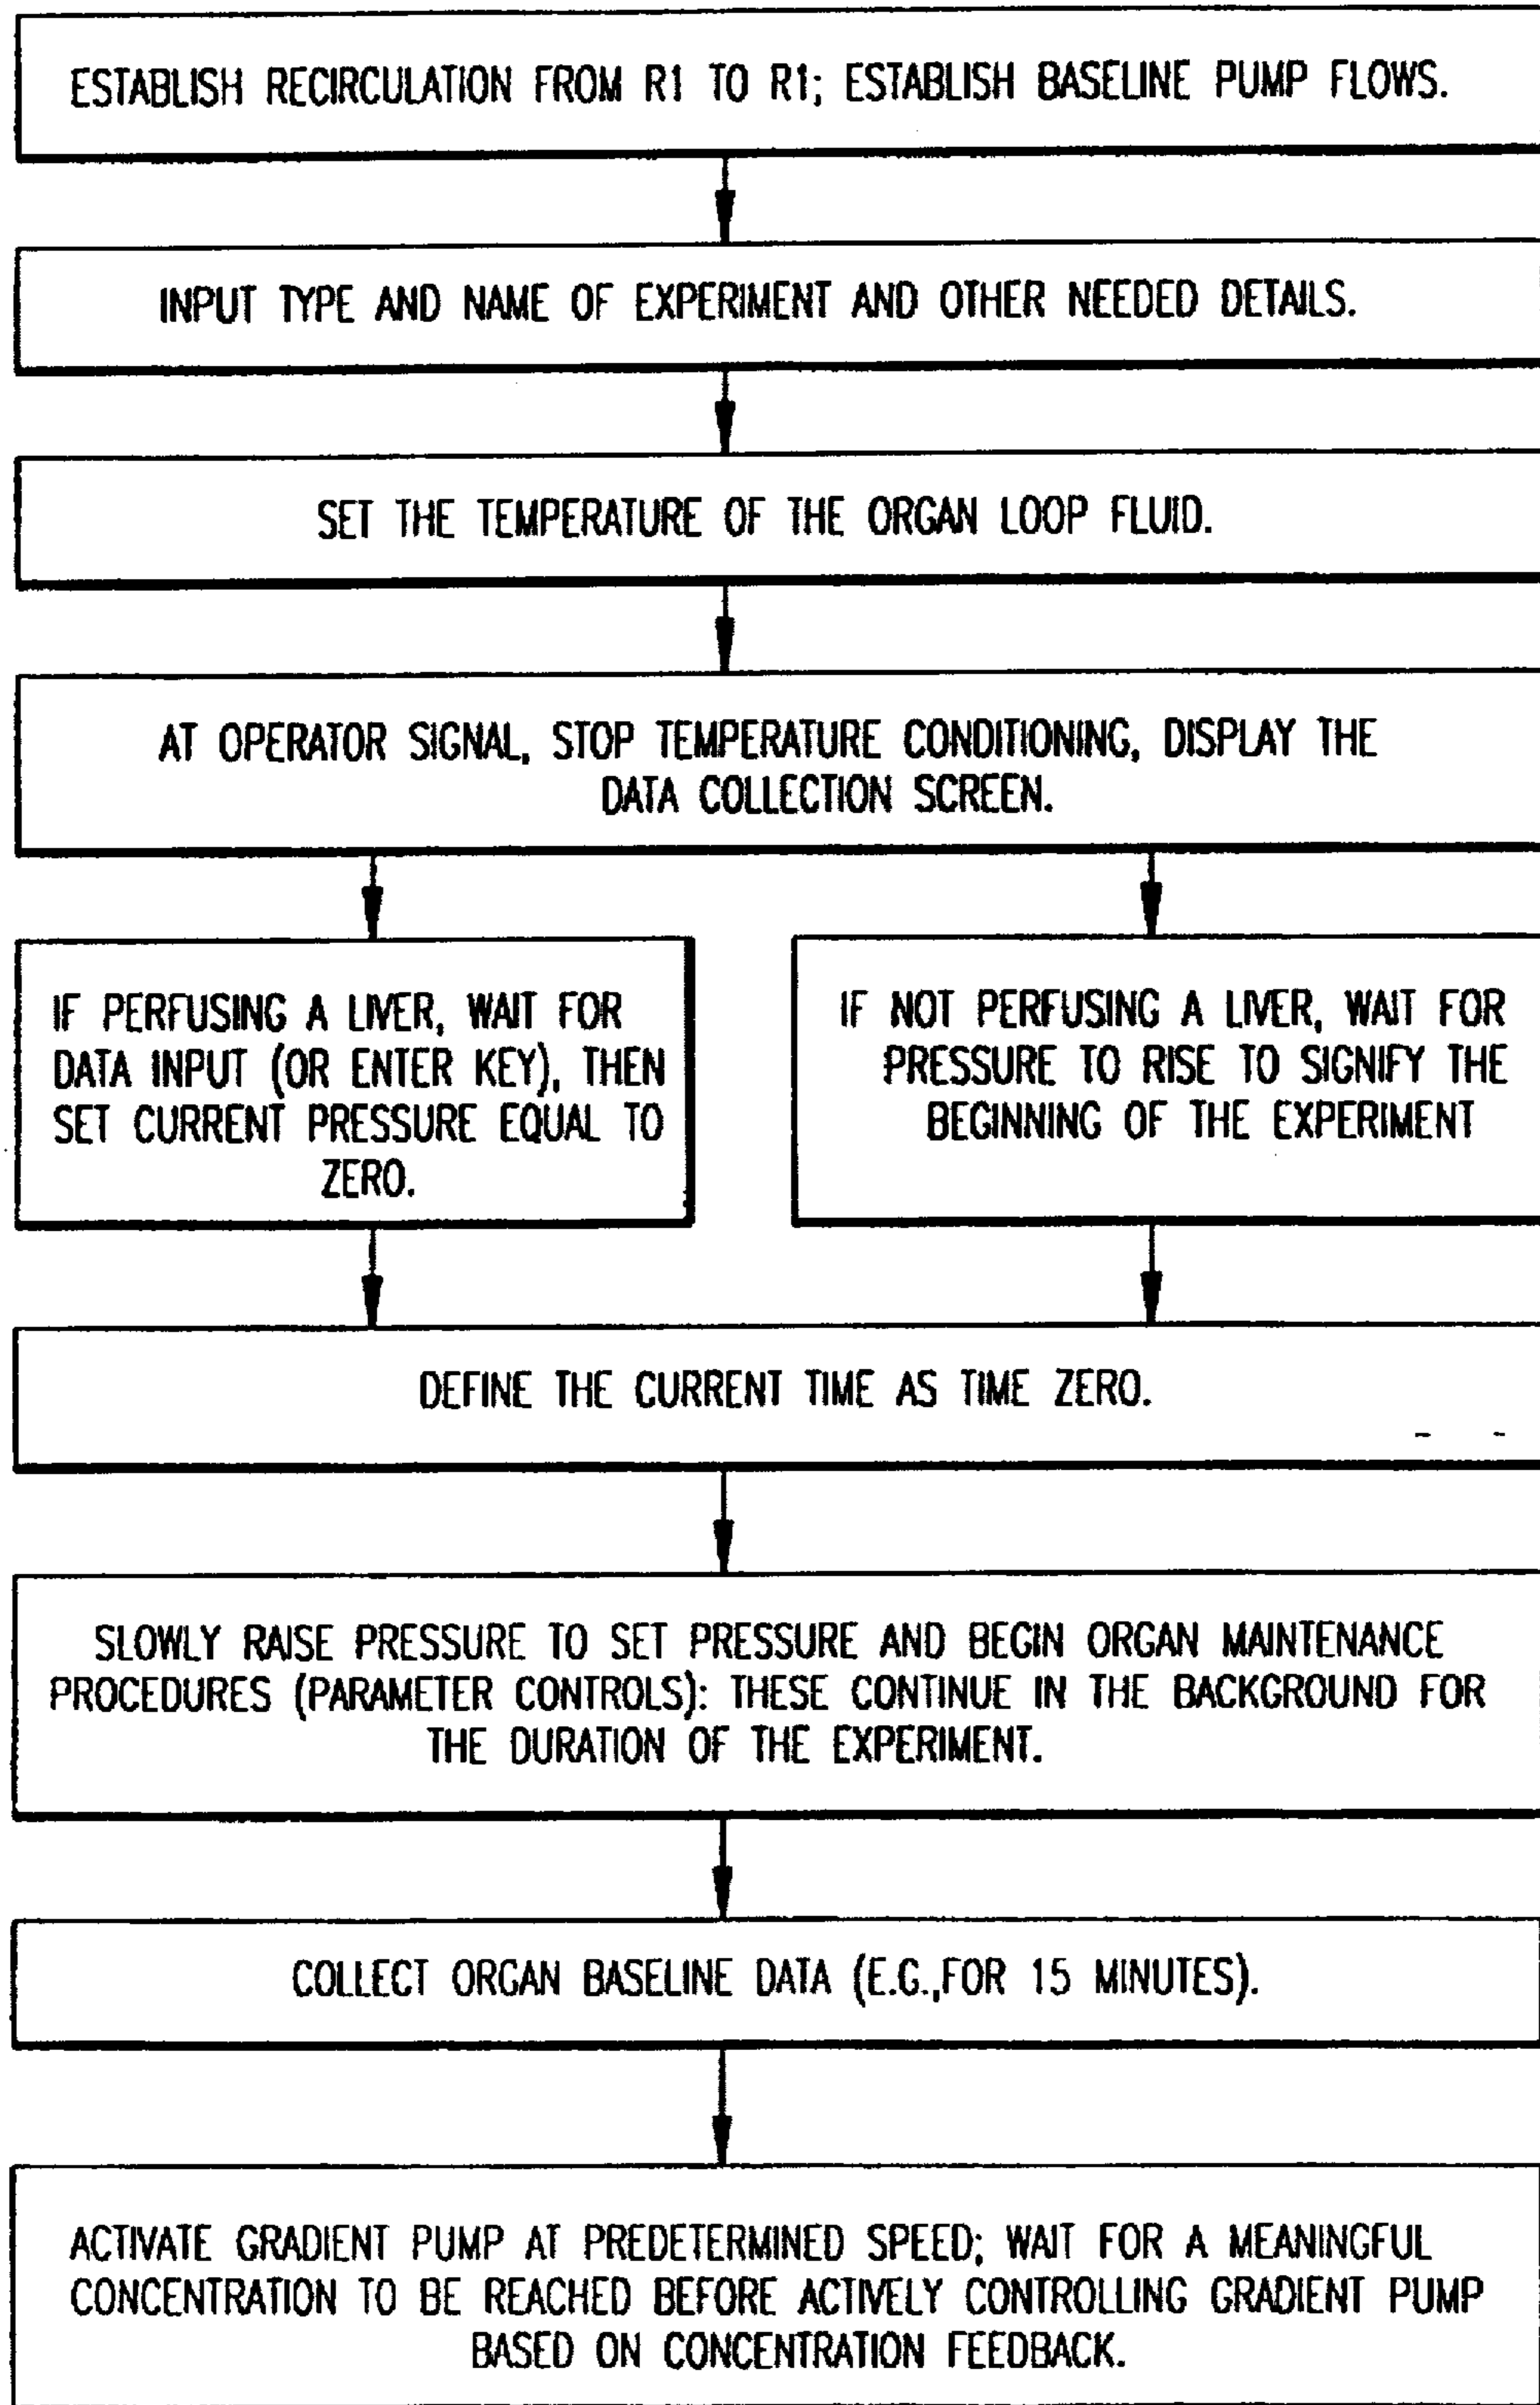 ESTABLISH RECIRCULATION FROM R1 TO R1; ESTABLISH BASELINE PUMP FLOWS.
INPUT TYPE AND NAME OF EXPERIMENT AND OTHER NEEDED DETAILS.
SET THE TEMPERATURE OF THE ORGAN LOOP FLUID.
AT OPERATOR SIGNAL, STOP TEMPERATURE CONDITIONING, DISPLAY THE
DATA COLLECTION SCREEN.
IF PERFUSING A LIVER, WAIT FOR
DATA INPUT (OR ENTER KEY), THEN
SET CURRENT PRESSURE EQUAL TO
ZERO.
IF NOT PERFUSING A LIVER, WAIT FOR
PRESSURE TO RISE TO SIGNIFY THE
BEGINNING OF THE EXPERIMENT
DEFINE THE CURRENT TIME AS TIME ZERO.
SLOWLY RAISE PRESSURE TO SET PRESSURE AND BEGIN ORGAN MAINTENANCE
PROCEDURES (PARAMETER CONTROLS): THESE CONTINUE IN THE BACKGROUND FOR
THE DURATION OF THE EXPERIMENT.
COLLECT ORGAN BASELINE DATA (E.G.,FOR 15 MINUTES).
ACTIVATE GRADIENT PUMP AT PREDETERMINED SPEED; WAIT FOR A MEANINGFUL
CONCENTRATION TO BE REACHED BEFORE ACTIVELY CONTROLLING GRADIENT PUMP
BASED ON CONCENTRATION FEEDBACK.